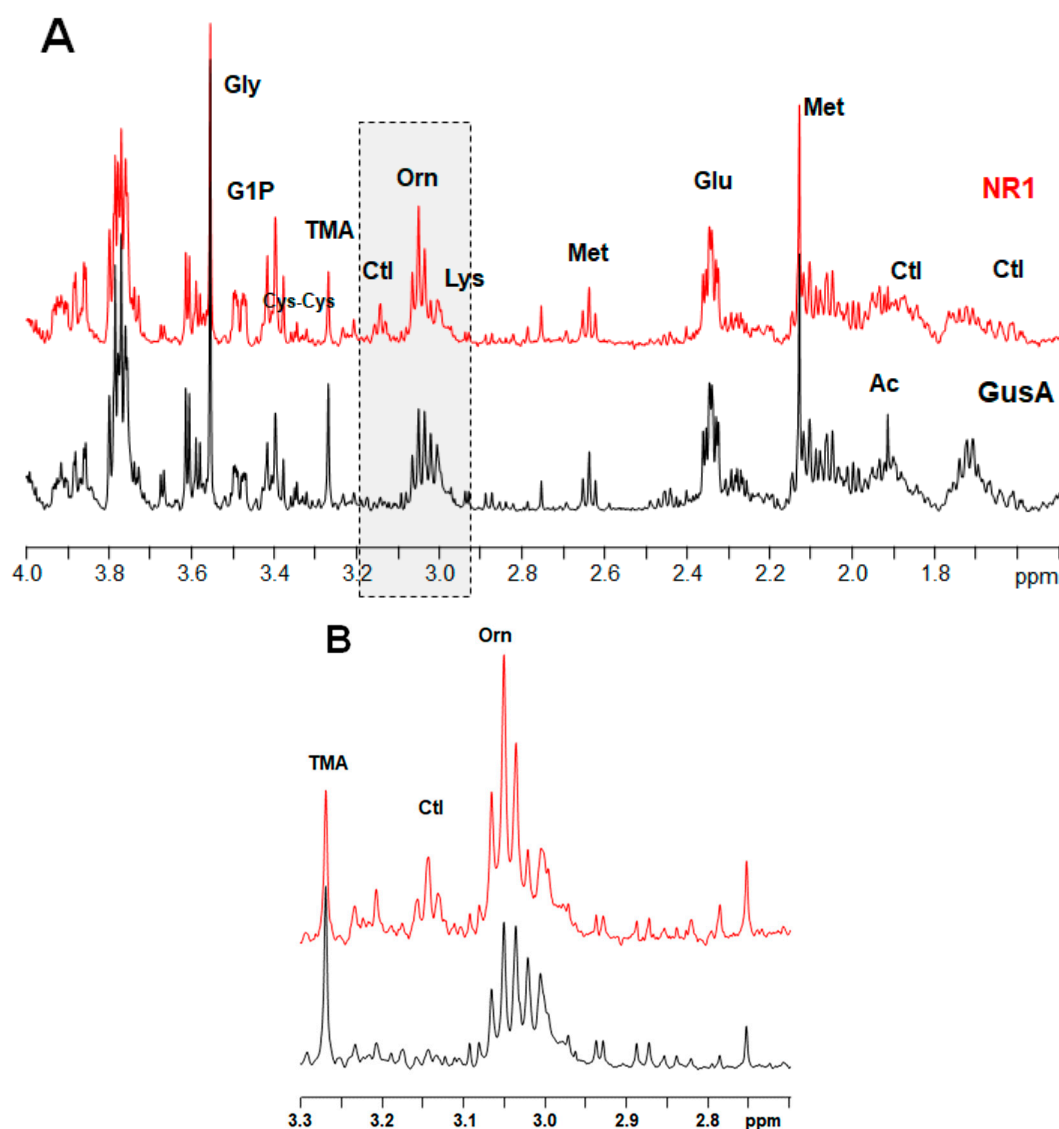 A
Gly
Met
G1P
Orn
Glu
NR1
TMA
Ctl
Lys
Met
Ctl
Ctl
Cys-Cys
Ac
GusA
4.0 3.8 3.6 3.4 3.2 3.0 2.8 2.6 2.4 2.2 2.0 1.8 ppm
B
Orn
TMA
Ctl
3.3 3.2 3.1 3.0 2.9 2.8 ppm